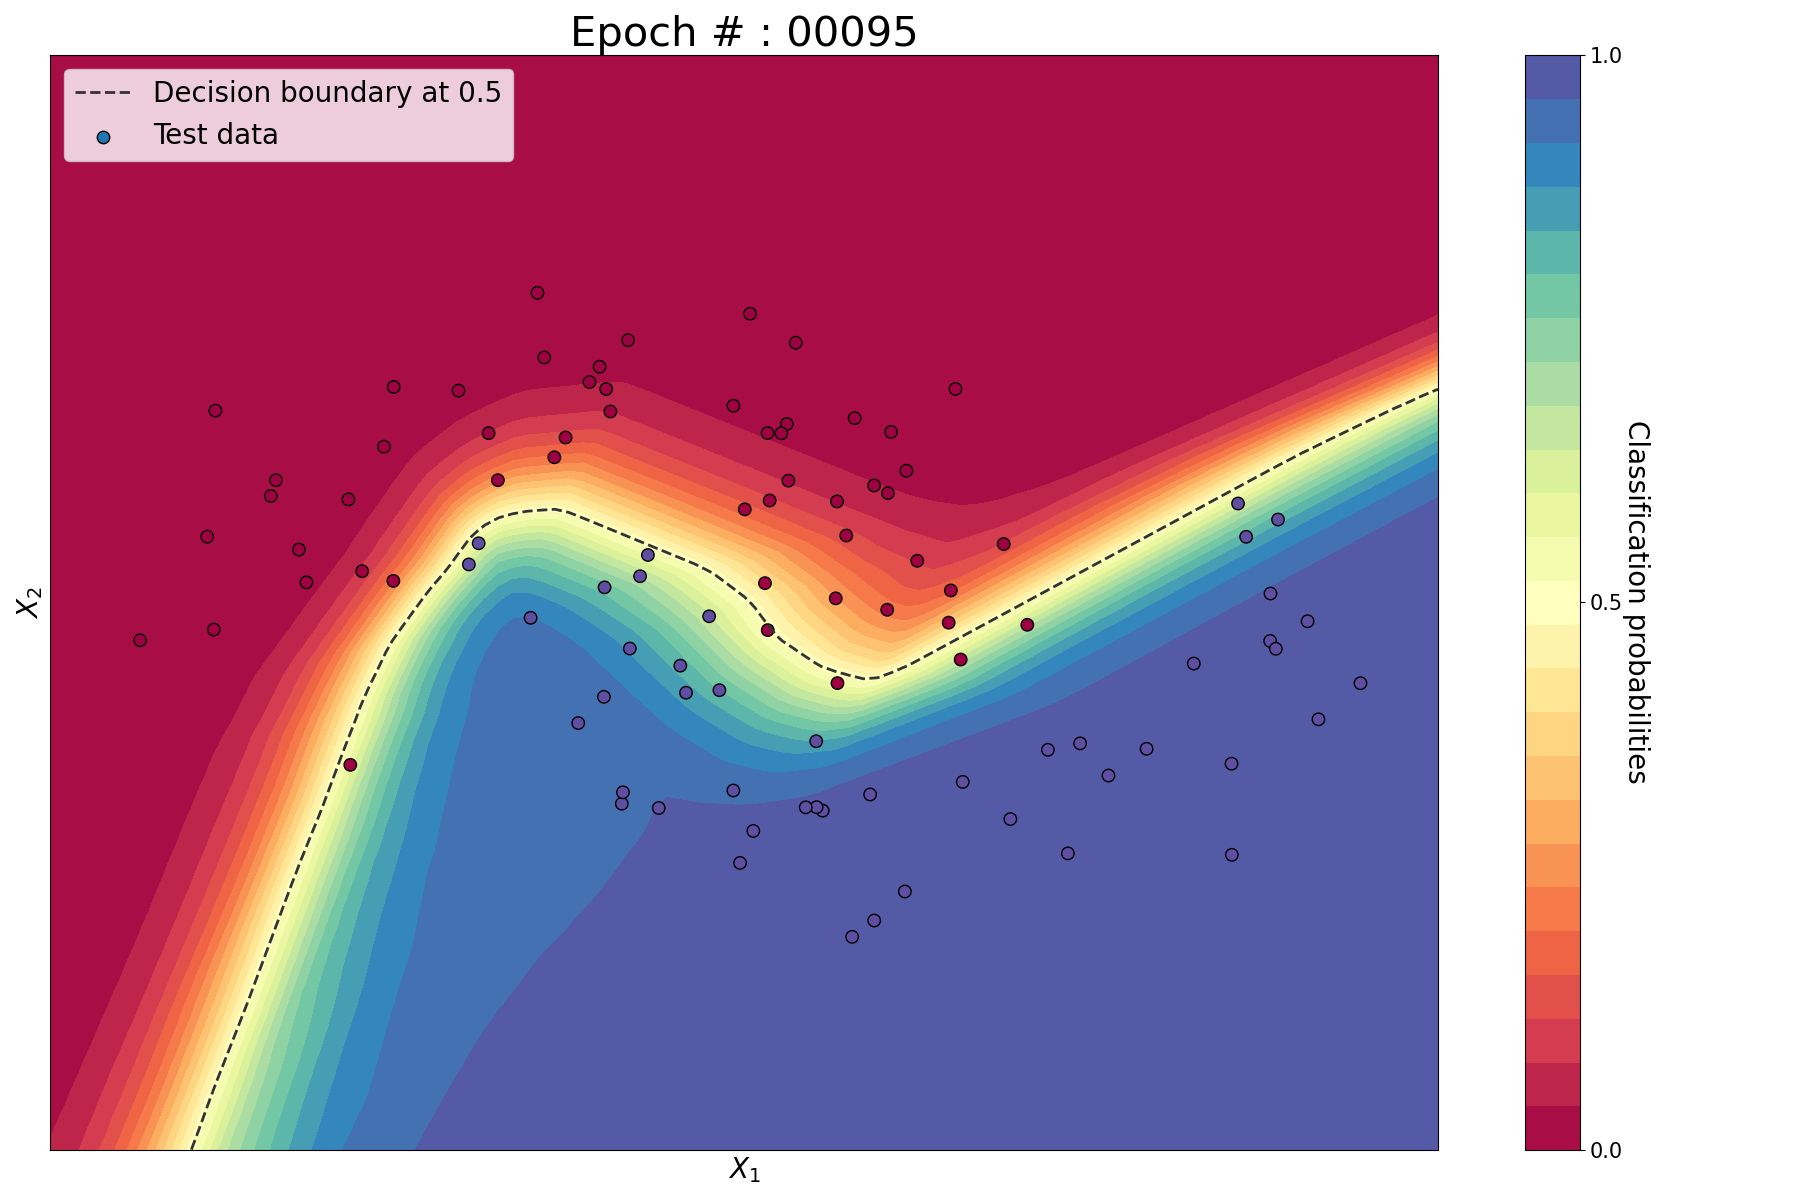 Epoch # : 00095
Decision boundary at 0.5
Test data
X₂
X₁
1.0
0.5
0.0
Classification probabilities